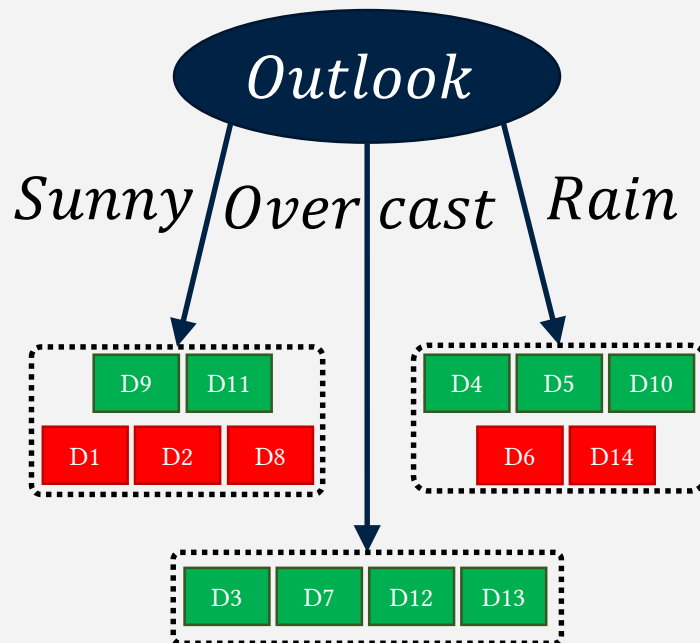 Outlook
Sunny Over cast Rain
D9 D11
D1 D2 D8
D4 D5 D10
D6 D14
D3 D7 D12 D13